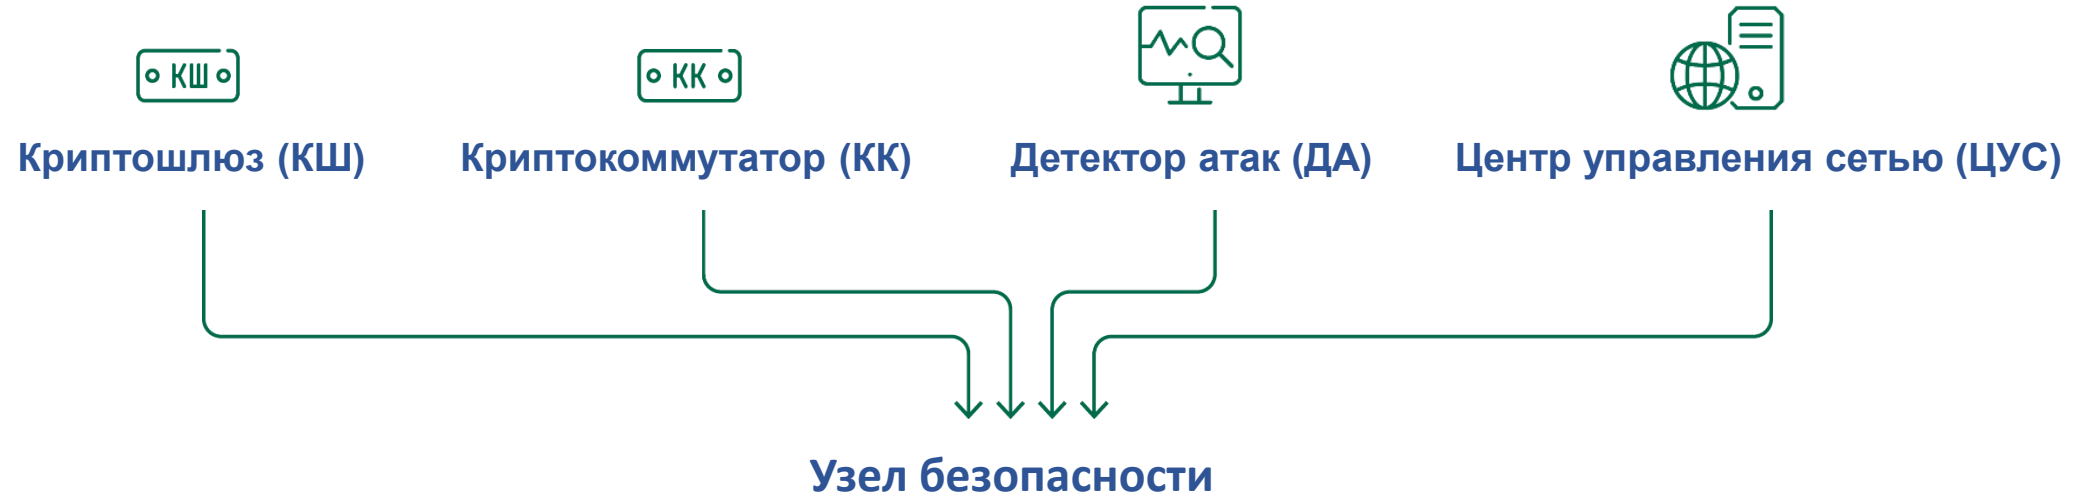 КШ
КК
Криптошлюз (КШ)
Криптокоммутатор (КК)
Детектор атак (ДА)
Центр управления сетью (ЦУС)
Узел безопасности